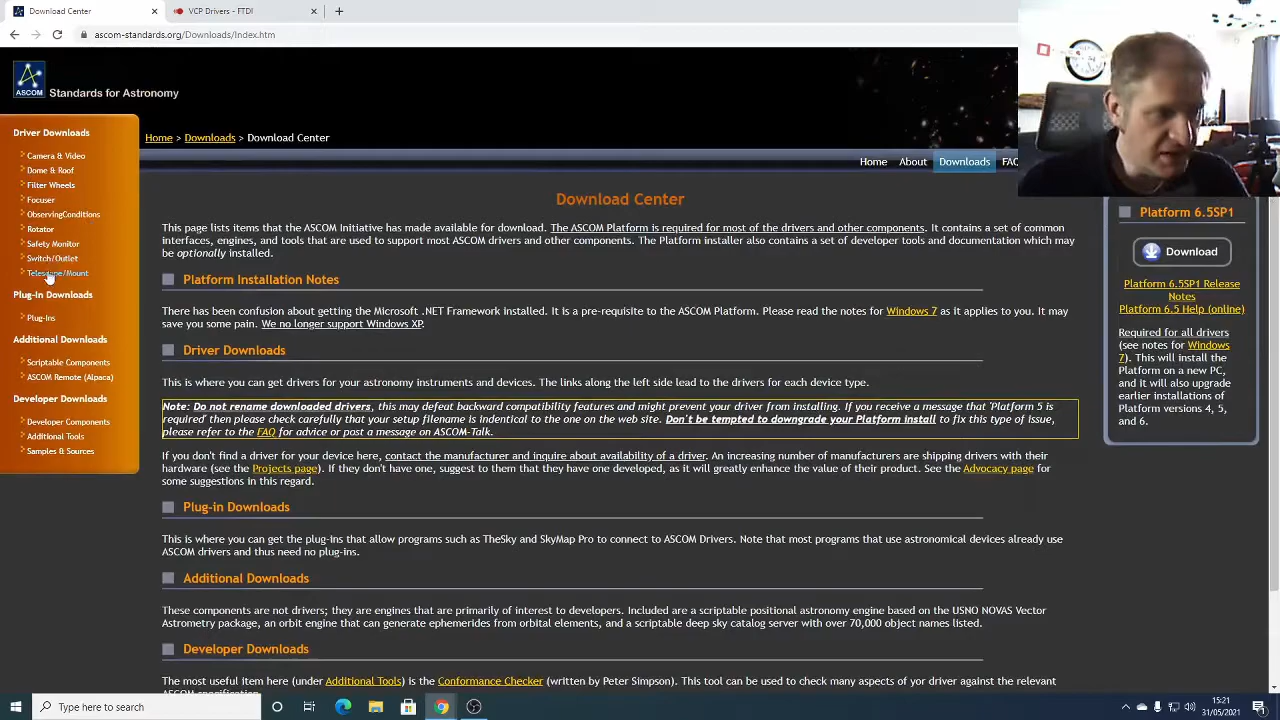 Download Center
VCP Drivers - FTDI
ascom-standards.org/Downloads/Index.htm
ASCOM
Standards for Astronomy
Driver Downloads
Camera & Video
Dome & Roof
Filter Wheels
Focuser
ObservingConditions
Rotator
Safety Monitor
Switch/Outlet
Telescope/Mount
Plug-In Downloads
Plug-Ins
Additional Downloads
Scriptable Components
ASCOM Remote (Alpaca)
Developer Downloads
Developer Components
Additional Tools
Samples & Sources
Home > Downloads > Download Center
Home About Downloads FAQ
Download Center
This page lists items that the ASCOM Initiative has made available for download. The ASCOM Platform is required for most of the drivers and other components. It contains a set of common
interfaces, engines, and tools that are used to support most ASCOM drivers and other components. The Platform installer also contains a set of developer tools and documentation which may
be optionally installed.
Platform Installation Notes
There has been confusion about getting the Microsoft .NET Framework installed. It is a pre-requisite to the ASCOM Platform. Please read the notes for Windows 7 as it applies to you. It may
save you some pain. We no longer support Windows XP.
Driver Downloads
This is where you can get drivers for your astronomy instruments and devices. The links along the left side lead to the drivers for each device type.
Note: Do not rename downloaded drivers, this may defeat backward compatibility features and might prevent your driver from installing. If you receive a message that 'Platform 5 is
required' then please check carefully that your setup filename is indentical to the one on the web site. Don't be tempted to downgrade your Platform install to fix this type of issue,
please refer to the FAQ for advice or post a message on ASCOM-Talk.
If you don't find a driver for your device here, contact the manufacturer and inquire about availability of a driver. An increasing number of manufacturers are shipping drivers with their
hardware (see the Projects page). If they don't have one, suggest to them that they have one developed, as it will greatly enhance the value of their product. See the Advocacy page for
some suggestions in this regard.
Plug-in Downloads
This is where you can get the plug-ins that allow programs such as TheSky and SkyMap Pro to connect to ASCOM Drivers. Note that most programs that use astronomical devices already use
ASCOM drivers and thus need no plug-ins.
Additional Downloads
These components are not drivers; they are engines that are primarily of interest to developers. Included are a scriptable positional astronomy engine based on the USNO NOVAS Vector
Astrometry package, an orbit engine that can generate ephemerides from orbital elements, and a scriptable deep sky catalog server with over 70,000 object names listed.
Developer Downloads
The most useful item here (under Additional Tools) is the Conformance Checker (written by Peter Simpson). This tool can be used to check many aspects of yor driver against the relevant
ASCOM specification.
Platform 6.5SP1
Download
Platform 6.5SP1 Release
Notes
Platform 6.5 Help (online)
Required for all drivers
(see notes for Windows
7). This will install the
Platform on a new PC,
and it will also upgrade
earlier installations of
Platform versions 4, 5,
and 6.
Type here to search
15:21
31/05/2021